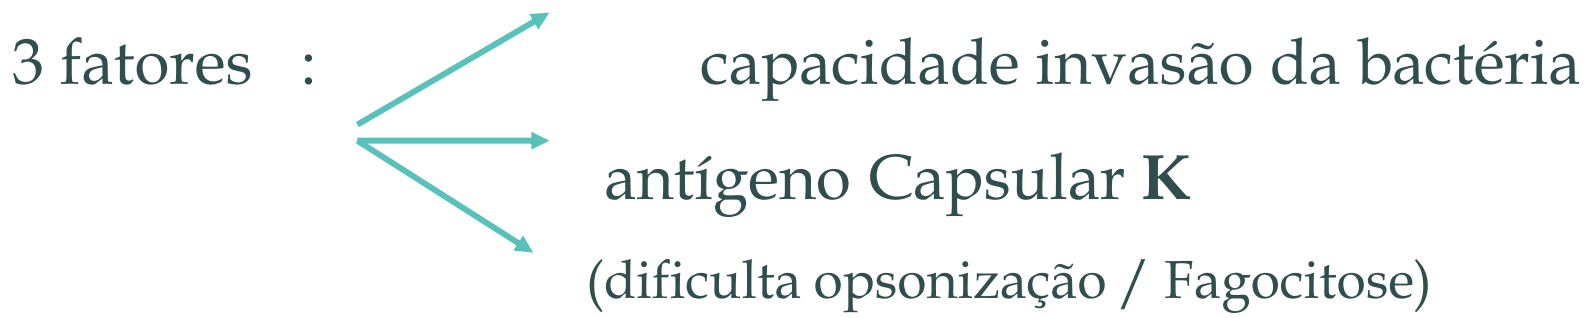 3 fatores : capacidade invasão da bactéria
antígeno Capsular K
(dificulta opsonização / Fagocitose)